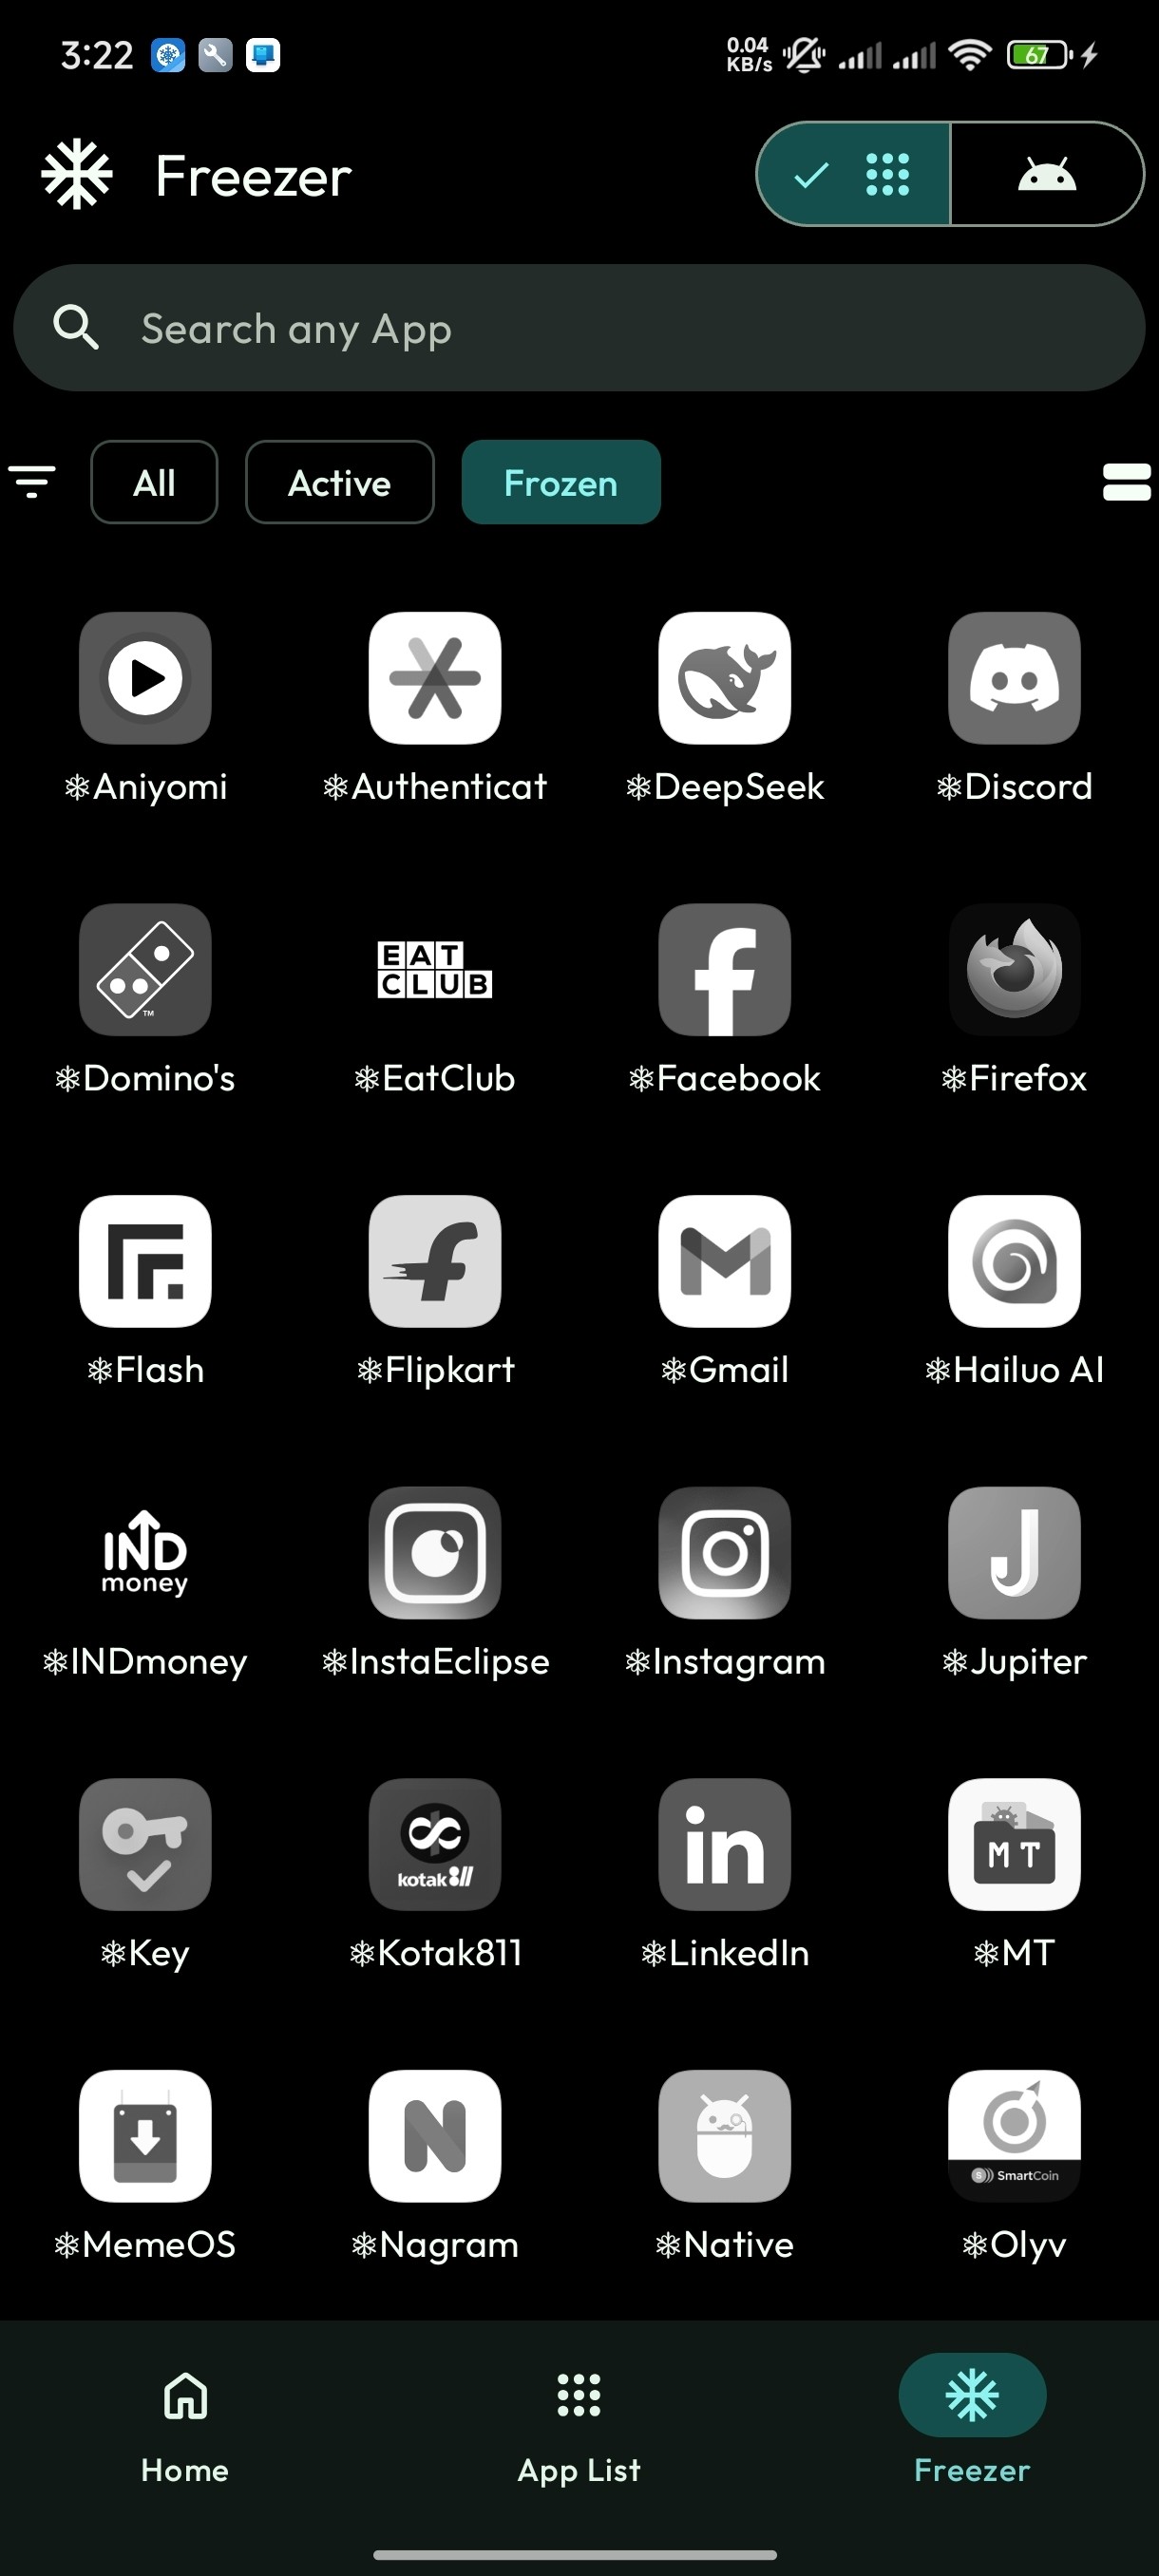 3:22
0.04
KB/s
67
Freezer
Search any App
All
Active
Frozen
❄Aniyomi
❄Authenticat
❄DeepSeek
❄Discord
TM
EAT
CLUB
❄Domino's
❄EatClub
❄Facebook
❄Firefox
❄Flash
❄Flipkart
❄Gmail
❄Hailuo AI
IND
money
❄INDmoney
❄InstaEclipse
❄Instagram
❄Jupiter
kotak811
in
MT
❄Key
❄Kotak811
❄LinkedIn
❄MT
SmartCoin
❄MemeOS
❄Nagram
❄Native
❄Olyv
Home
App List
Freezer